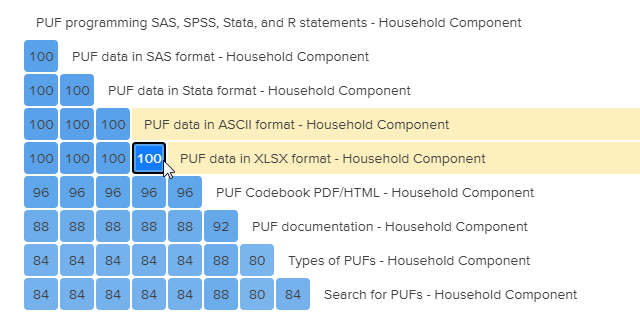 PUF programming SAS, SPSS, Stata, and R statements - Household Component
100 PUF data in SAS format - Household Component
100 100 PUF data in Stata format - Household Component
100 100 100 PUF data in ASCII format - Household Component
100 100 100 100 PUF data in XLSX format - Household Component
96 96 96 96 96 PUF Codebook PDF/HTML - Household Component
88 88 88 88 88 92 PUF documentation - Household Component
84 84 84 84 84 88 80 Types of PUFs - Household Component
84 84 84 84 84 88 80 84 Search for PUFs - Household Component